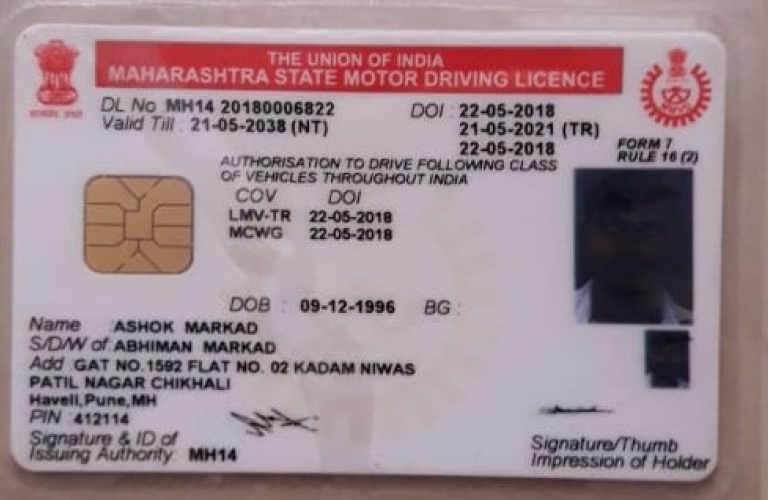 THE UNION OF INDIA
MAHARASHTRA STATE MOTOR DRIVING LICENCE
DL No MH14 20180006822 DOI : 22-05-2018
Valid Till : 21-05-2038 (NT) 21-05-2021 (TR)
22-05-2018
FORM 7
RULE 16 (2)
AUTHORISATION TO DRIVE FOLLOWING CLASS
OF VEHICLES THROUGHOUT INDIA
COV DOI
LMV-TR 22-05-2018
MCWG 22-05-2018
DOB : 09-12-1996 BG :
Name : ASHOK MARKAD
S/D/W of : ABHIMAN MARKAD
Add : GAT NO.1592 FLAT NO. 02 KADAM NIWAS
PATIL NAGAR CHIKHALI
Haveli,Pune,MH
PIN : 412114
Signature & ID of
Issuing Authority: MH14
Signature/Thumb
Impression of Holder